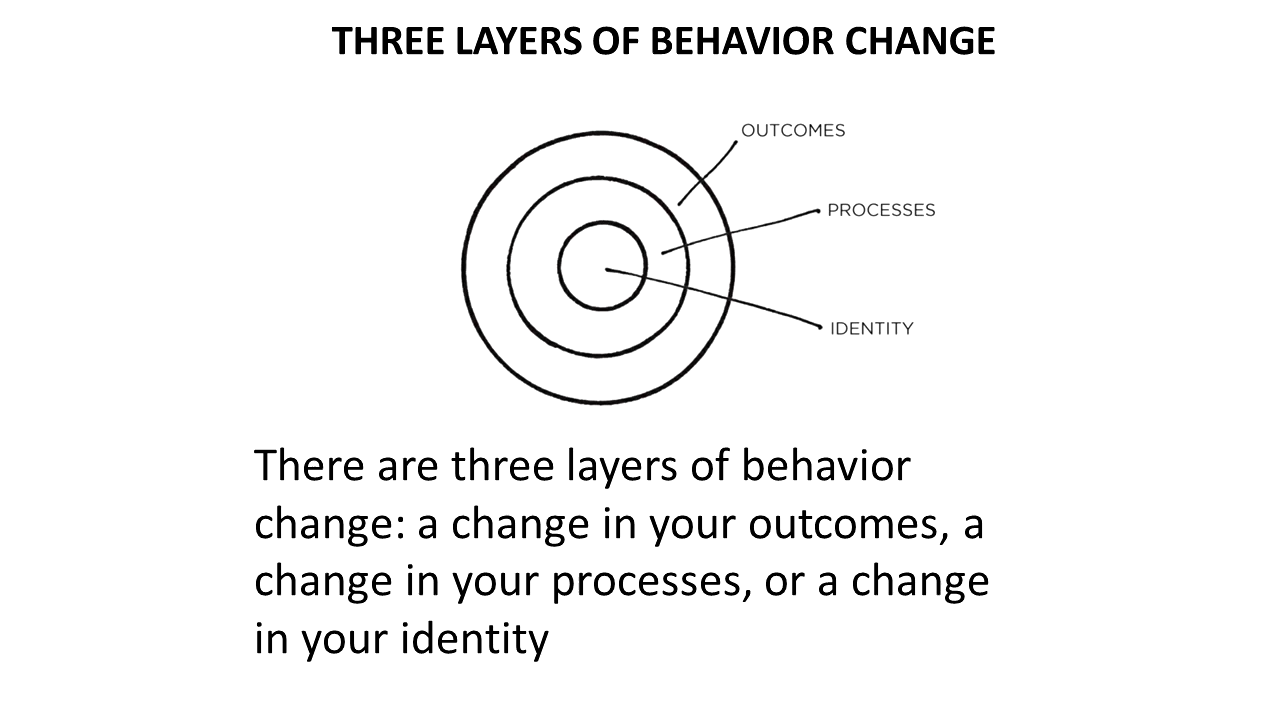 THREE LAYERS OF BEHAVIOR CHANGE
OUTCOMES
PROCESSES
IDENTITY
There are three layers of behavior
change: a change in your outcomes, a
change in your processes, or a change
in your identity